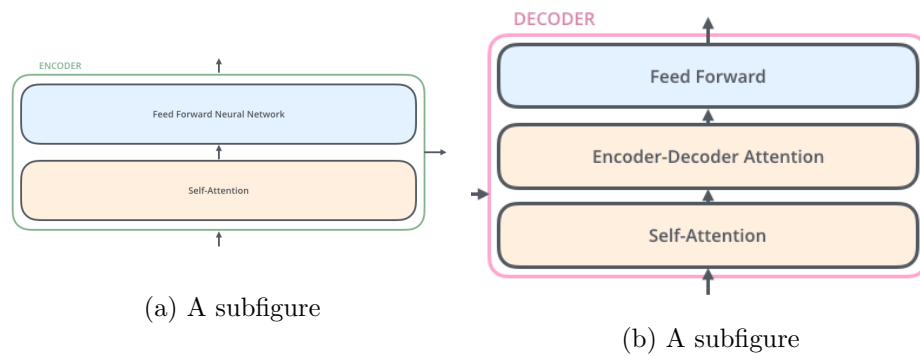 ENCODER
Feed Forward Neural Network
Self-Attention
(a) A subfigure
DECODER
Feed Forward
Encoder-Decoder Attention
Self-Attention
(b) A subfigure